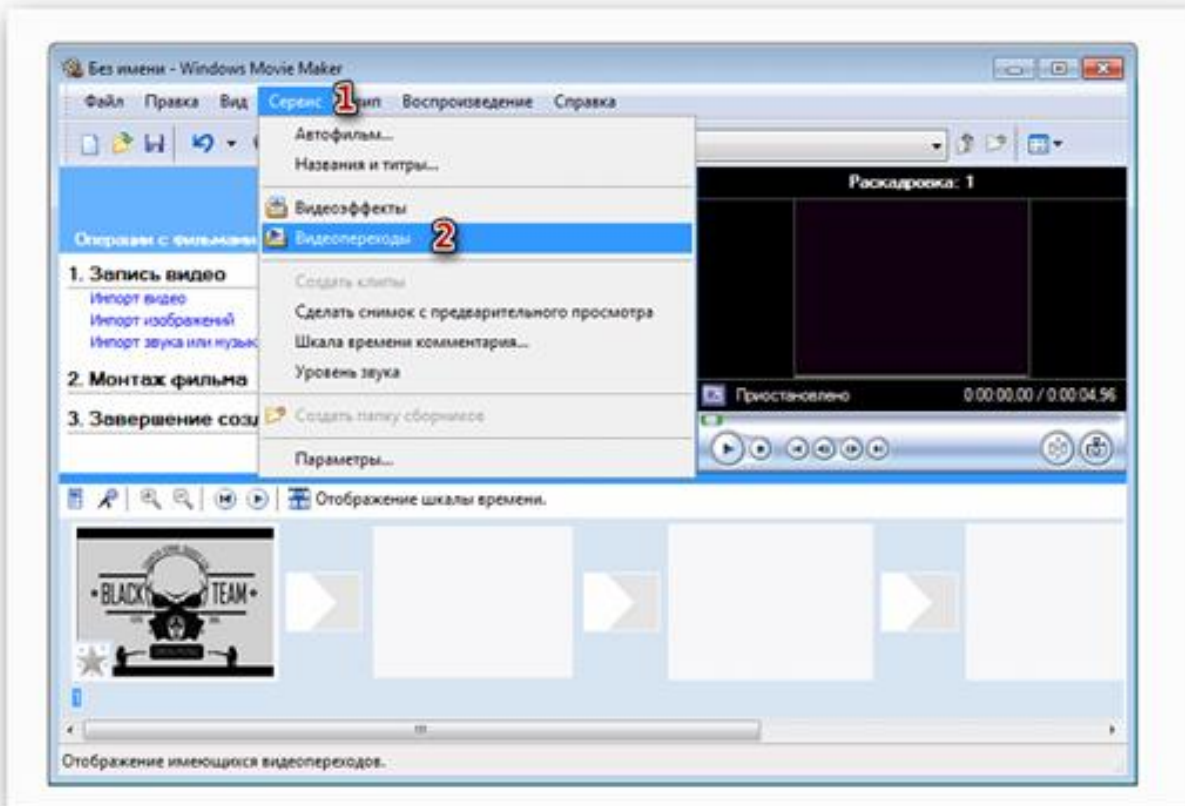 Без имени - Windows Movie Maker
Файл Правка Вид Сервис 1 ип Воспроизведение Справка
Автофильм...
Названия и титры...
Видеоэффекты
Видеопереходы 2
Создать клипы
Сделать снимок с предварительного просмотра
Шкала времени комментария...
Уровень звука
Создать папку сборников
Параметры...
Операции с фильмами
1. Запись видео
Импорт видео
Импорт изображений
Импорт звука или музык
2. Монтаж фильма
3. Завершение созд
Раскадровка: 1
Приостановлено 0:00:00,00 / 0:00:04,96
Отображение шкалы времени.
BLACK TEAM
1
Отображение имеющихся видеопереходов.